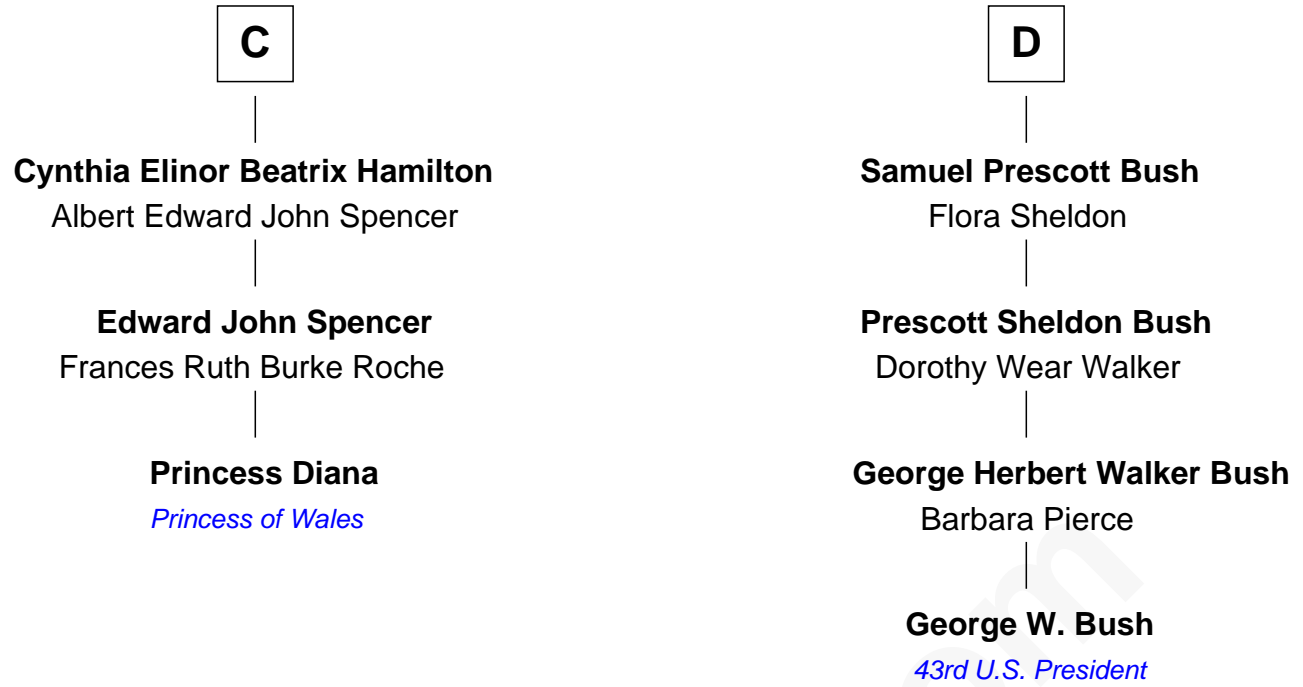 C
Cynthia Elinor Beatrix Hamilton
Albert Edward John Spencer
Edward John Spencer
Frances Ruth Burke Roche
Princess Diana
Princess of Wales
D
Samuel Prescott Bush
Flora Sheldon
Prescott Sheldon Bush
Dorothy Wear Walker
George Herbert Walker Bush
Barbara Pierce
George W. Bush
43rd U.S. President